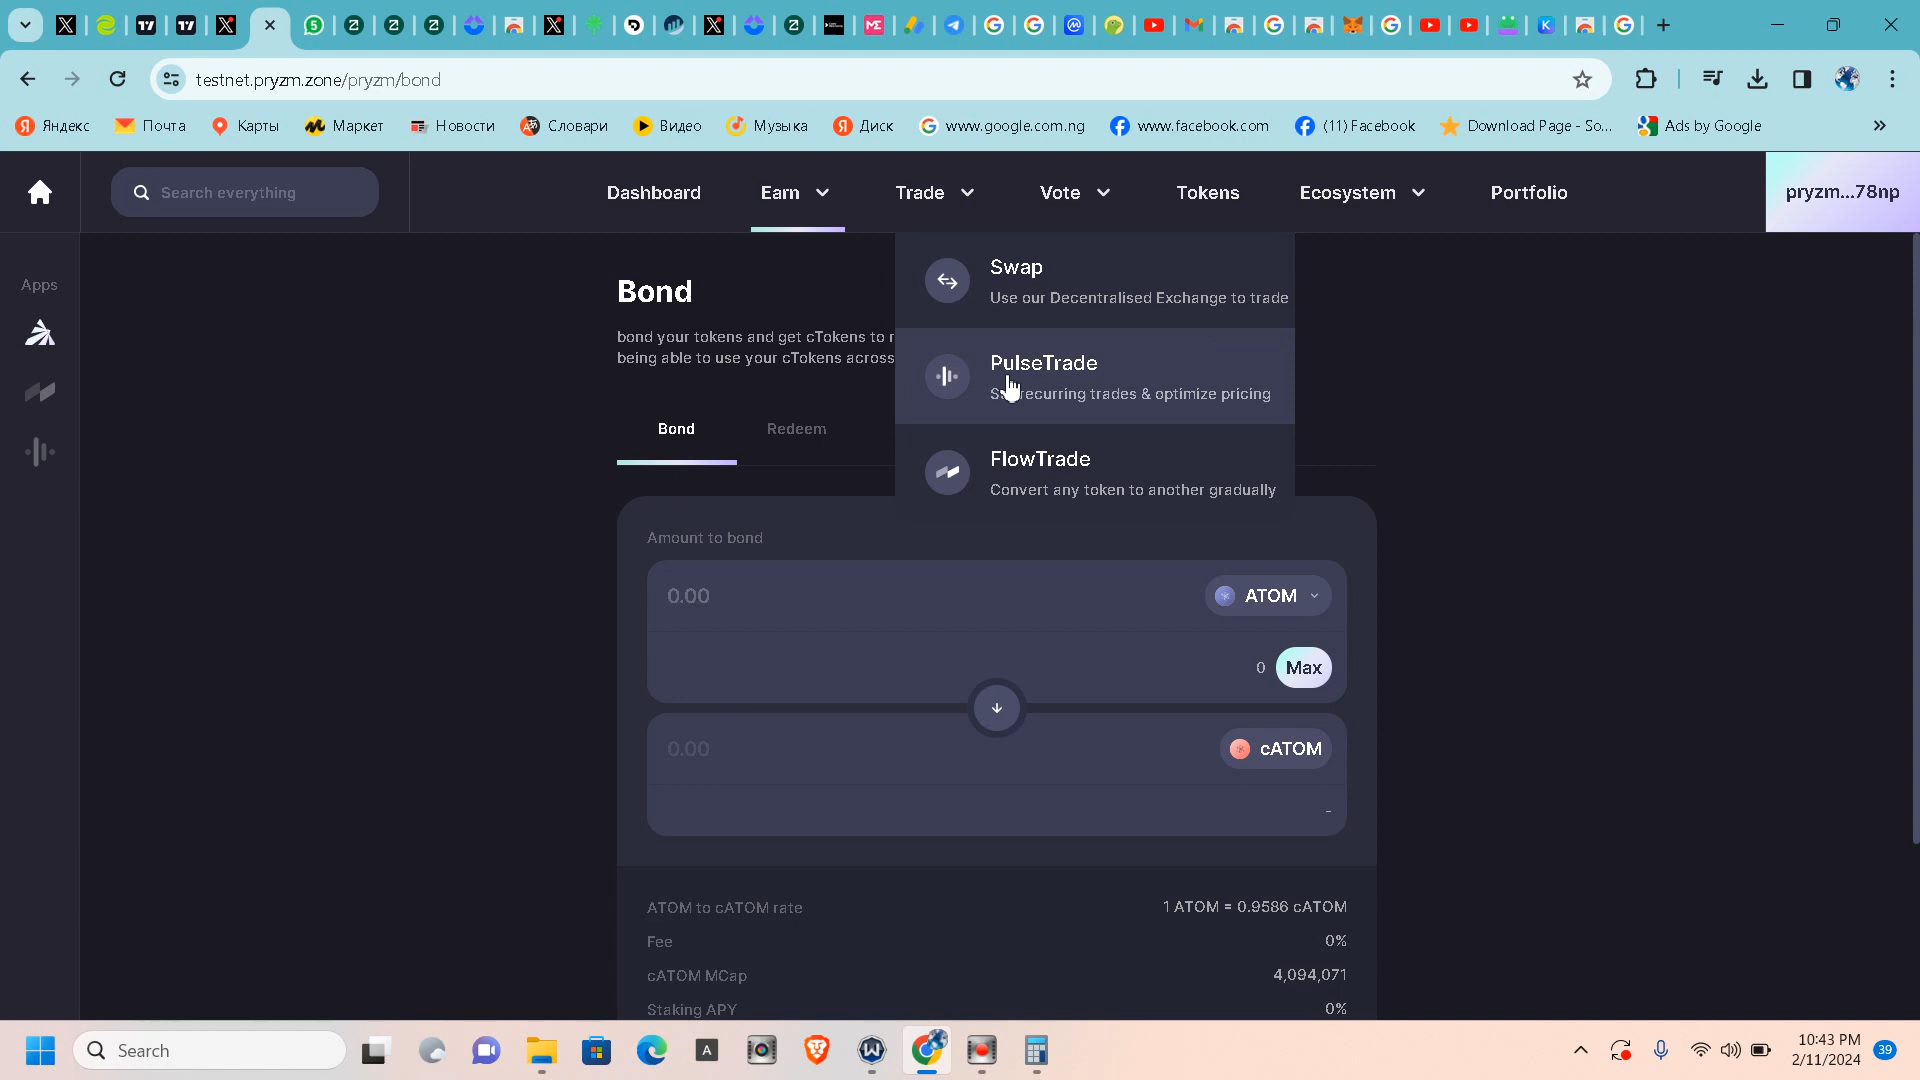 testnet.pryzm.zone/pryzm/bond
Яндекс
Почта
Карты
Маркет
Новости
Словари
Видео
Музыка
Диск
www.google.com.ng
www.facebook.com
(11) Facebook
Download Page - So...
Ads by Google
Search everything
Dashboard
Earn
Trade
Vote
Tokens
Ecosystem
Portfolio
pryzm...78np
Apps
Swap
Use our Decentralised Exchange to trade
PulseTrade
recurring trades & optimize pricing
FlowTrade
Convert any token to another gradually
Bond
bond your tokens and get cTokens to
being able to use your cTokens across
Bond
Redeem
Amount to bond
0.00
ATOM
0
Max
0.00
cATOM
-
ATOM to cATOM rate
1 ATOM = 0.9586 cATOM
Fee
0%
cATOM MCap
4,094,071
Staking APY
0%
Search
10:43 PM
2/11/2024
39